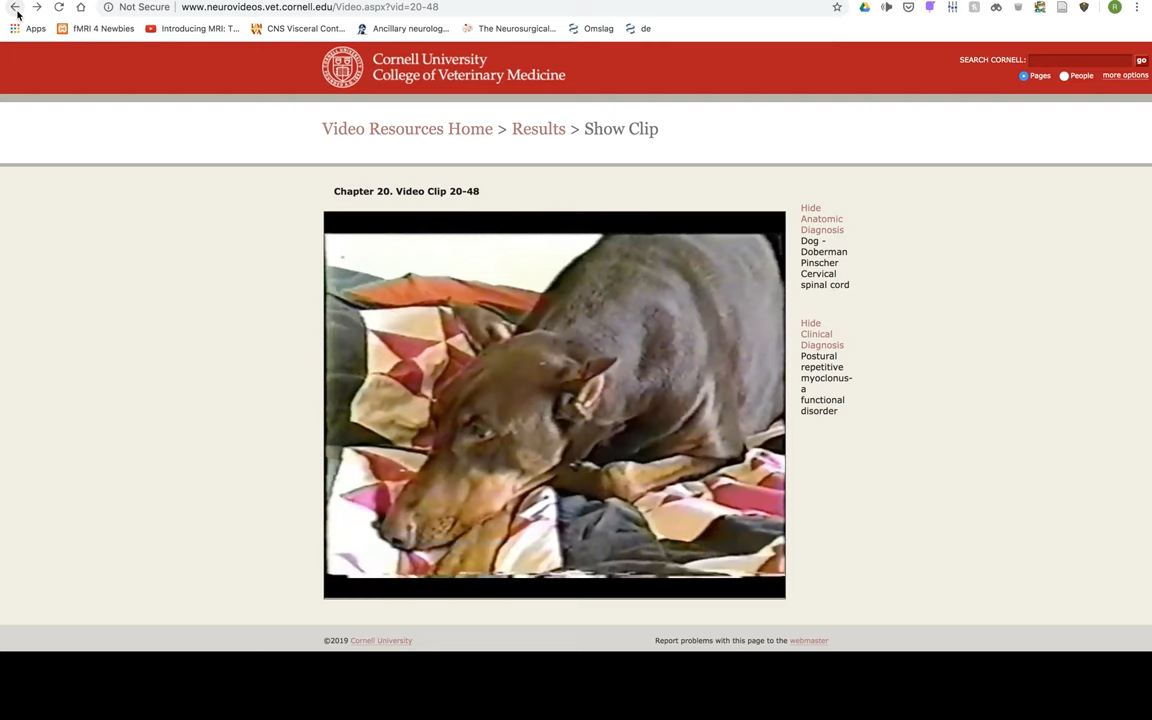 Not Secure | www.neurovideos.vet.cornell.edu/Video.aspx?vid=20-48
Apps fMRI 4 Newbies Introducing MRI: T... CNS Visceral Cont... Ancillary neurolog... The Neurosurgical... Omslag de
R
Cornell University
College of Veterinary Medicine
SEARCH CORNELL: go
Pages People more options
Video Resources Home > Results > Show Clip
Chapter 20. Video Clip 20-48
Hide
Anatomic
Diagnosis
Dog -
Doberman
Pinscher
Cervical
spinal cord
Hide
Clinical
Diagnosis
Postural
repetitive
myoclonus-
a
functional
disorder
©2019 Cornell University
Report problems with this page to the webmaster